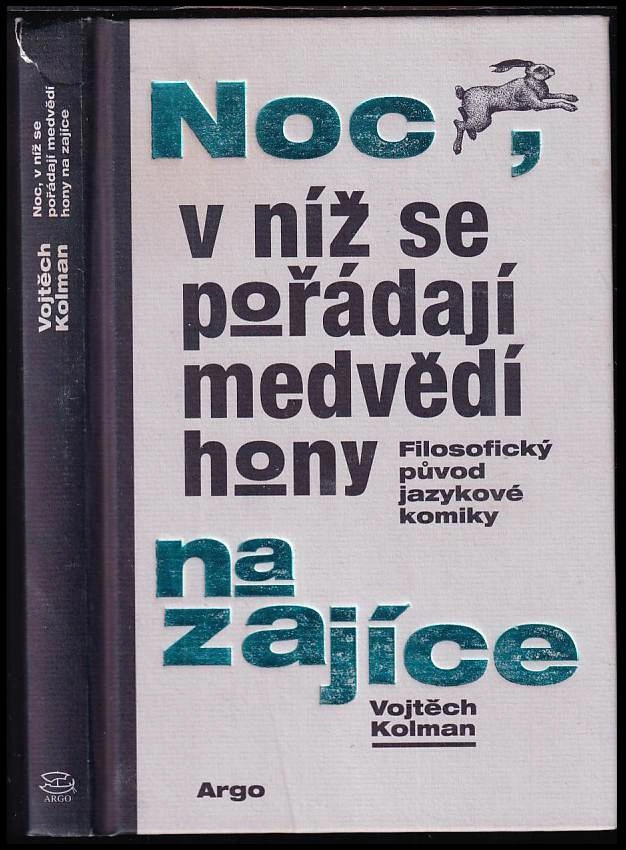 Noc, v níž se
pořádají medvědí
hony na zajíce
Vojtěch
Kolman
ARGO
Noc,
v níž se
pořádají
medvědí
hony
Filosofický
původ
jazykové
komiky
na
zajíce
Vojtěch
Kolman
Argo